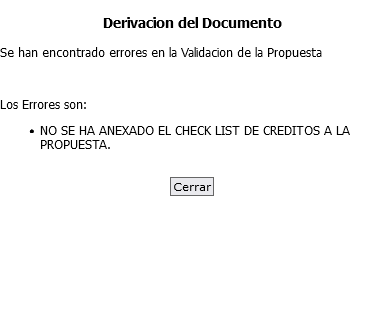 Derivacion del Documento
Se han encontrado errores en la Validacion de la Propuesta
Los Errores son:
• NO SE HA ANEXADO EL CHECK LIST DE CREDITOS A LA
PROPUESTA.
Cerrar